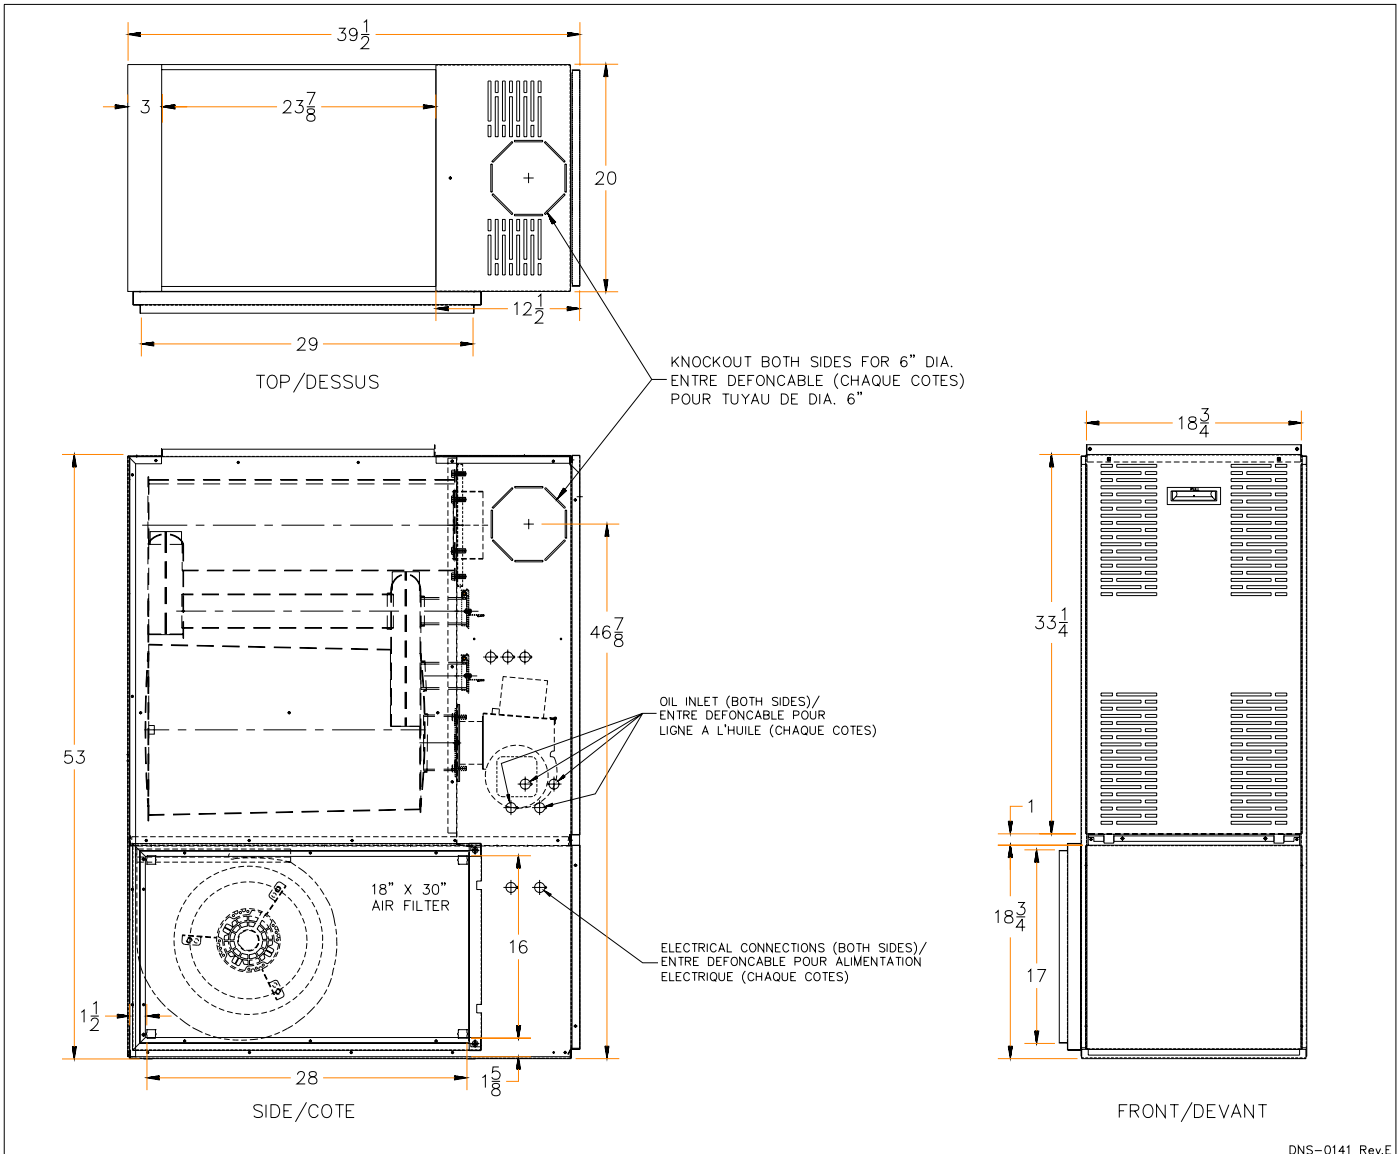 39 1/2
3
23 7/8
20
12 1/2
29
TOP/DESSUS
KNOCKOUT BOTH SIDES FOR 6" DIA.
ENTRE DEFONCABLE (CHAQUE COTES)
POUR TUYAU DE DIA. 6"
18 3/4
33 1/4
46 7/8
OIL INLET (BOTH SIDES)/
ENTRE DEFONCABLE POUR
LIGNE A L'HUILE (CHAQUE COTES)
53
1
18" X 30"
AIR FILTER
16
18 3/4
17
ELECTRICAL CONNECTIONS (BOTH SIDES)/
ENTRE DEFONCABLE POUR ALIMENTATION
ELECTRIQUE (CHAQUE COTES)
1 1/2
28
1 5/8
SIDE/COTE
FRONT/DEVANT
DNS-0141 Rev.E